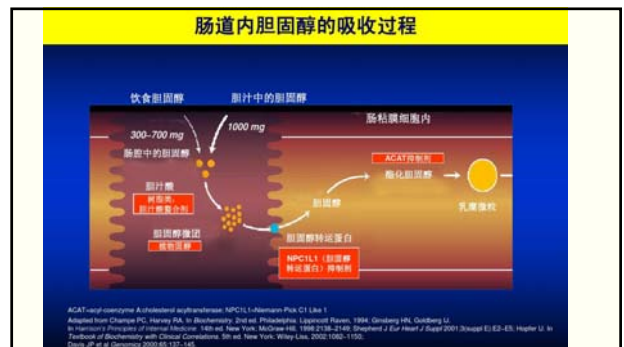 肠道内胆固醇的吸收过程
饮食胆固醇
胆汁中的胆固醇
300–700 mg
1000 mg
肠粘膜细胞内
肠腔中的胆固醇
ACAT抑制剂
酯化胆固醇
胆汁酸
树脂类:
胆汁酸螯合剂
胆固醇
乳糜微粒
胆固醇微团
植物固醇
胆固醇转运蛋白
NPC1L1(胆固醇
转运蛋白)抑制剂
ACAT=acyl-coenzyme A:cholesterol acyltransferase; NPC1L1=Niemann-Pick C1 Like 1
Adapted from Champe PC, Harvey RA. In Biochemistry. 2nd ed. Philadelphia: Lippincott Raven, 1994; Ginsberg HN, Goldberg IJ.
In Harrison's Principles of Internal Medicine. 14th ed. New York: McGraw-Hill, 1998:2138–2149; Shepherd J Eur Heart J Suppl 2001;3(suppl E):E2–E5; Hopfer U. In
Textbook of Biochemistry with Clinical Correlations. 5th ed. New York: Wiley-Liss, 2002:1082–1150;
Davis JP et al Genomics 2000;65:137–145.